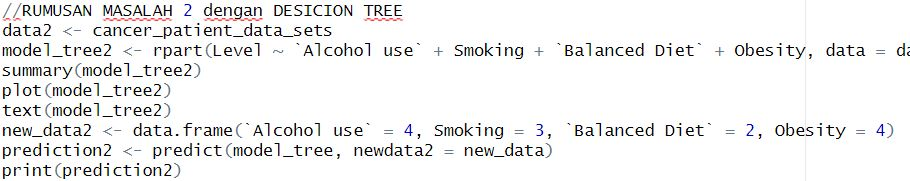 //RUMUSAN MASALAH 2 dengan DESICION TREE
data2 <- cancer_patient_data_sets
model_tree2 <- rpart(Level ~ `Alcohol use` + Smoking + `Balanced Diet` + Obesity, data = da
summary(model_tree2)
plot(model_tree2)
text(model_tree2)
new_data2 <- data.frame(`Alcohol use` = 4, Smoking = 3, `Balanced Diet` = 2, Obesity = 4)
prediction2 <- predict(model_tree, newdata2 = new_data)
print(prediction2)